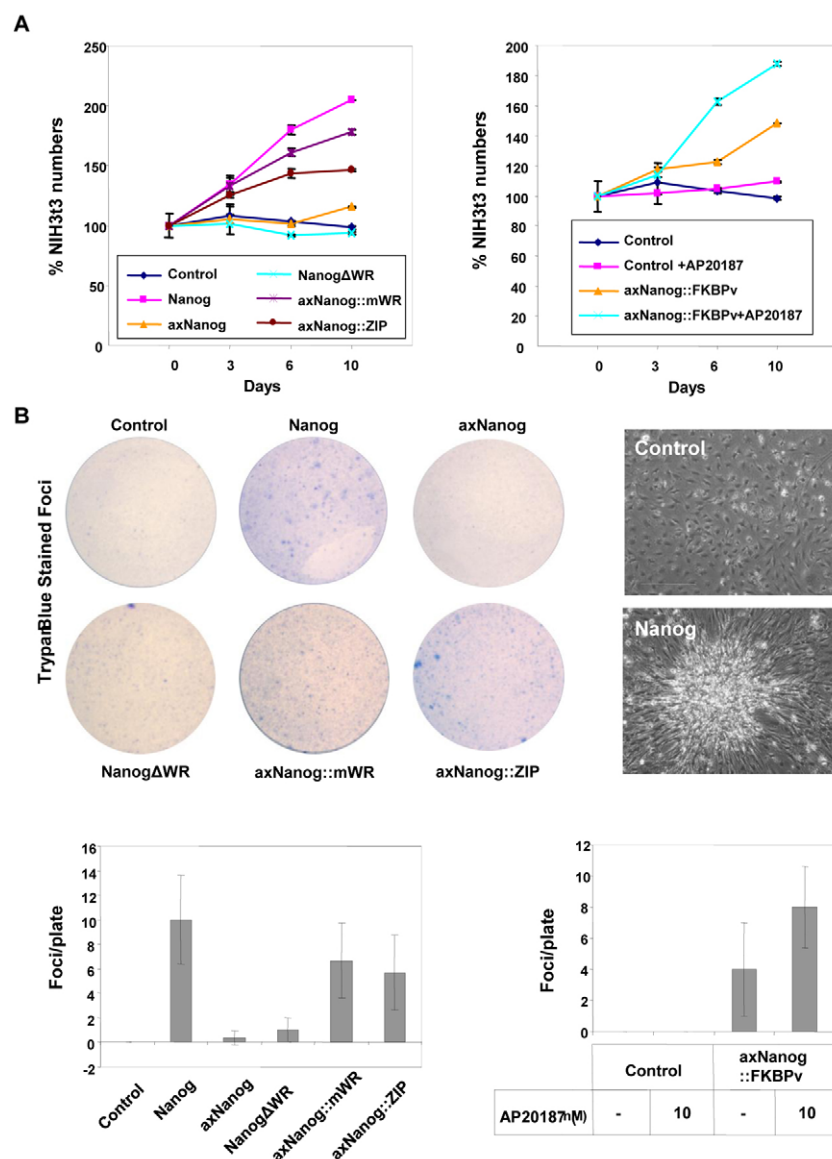 A
% NIH3t3 numbers
250
200
150
100
50
0
0 3 6 10
Days
Control
Nanog
axNanog
NanogΔWR
axNanog::mWR
axNanog::ZIP
% NIH3t3 numbers
200
180
160
140
120
100
80
60
40
20
0
0 3 6 10
Days
Control
Control +AP20187
axNanog::FKBPv
axNanog::FKBPv+AP20187
B
Control Nanog axNanog
TrypanBlue Stained Foci
NanogΔWR axNanog::mWR axNanog::ZIP
Control
Nanog
Foci/plate
16
14
12
10
8
6
4
2
0
-2
Control
Nanog
axNanog
NanogΔWR
axNanog::mWR
axNanog::ZIP
Foci/plate
12
10
8
6
4
2
0
Control
axNanog
::FKBPv
AP20187n(M) - 10 - 10